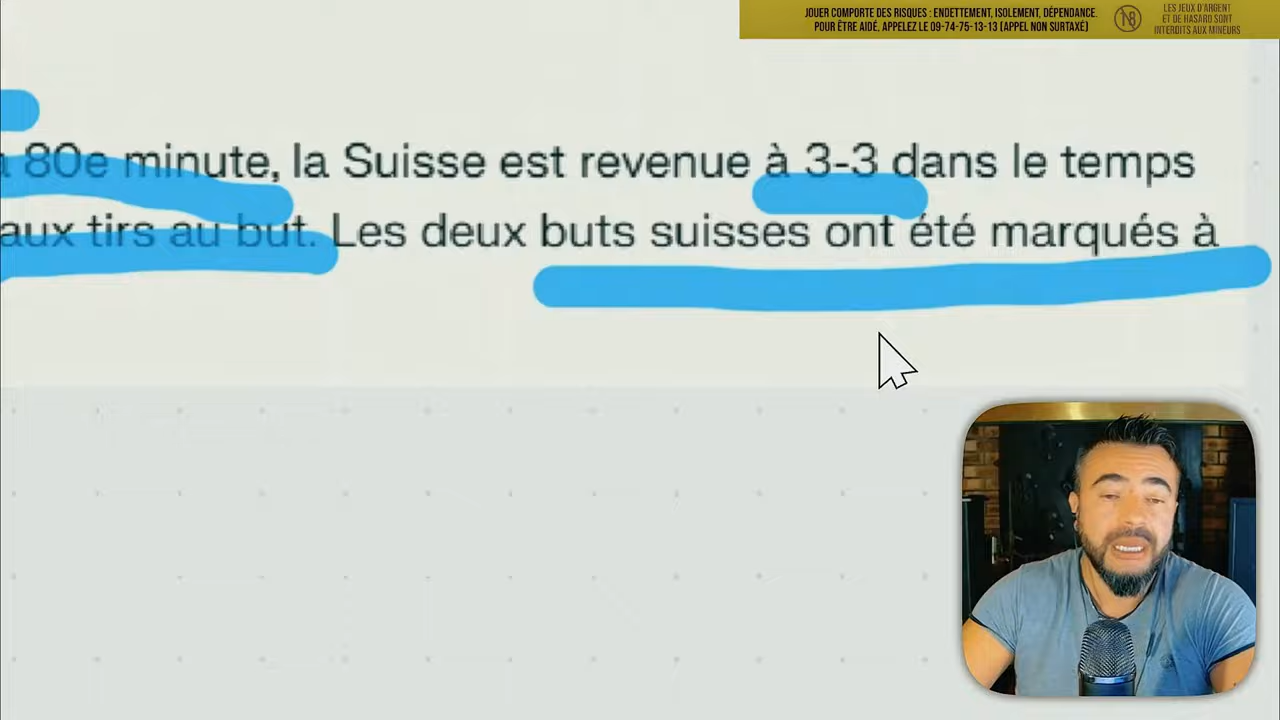 JOUER COMPORTE DES RISQUES : ENDETTEMENT, ISOLEMENT, DÉPENDANCE.
POUR ÊTRE AIDÉ, APPELEZ LE 09-74-75-13-13 (APPEL NON SURTAXÉ)
18
LES JEUX D'ARGENT
ET DE HASARD SONT
INTERDITS AUX MINEURS
à 80e minute, la Suisse est revenue à 3-3 dans le temps
aux tirs au but. Les deux buts suisses ont été marqués à